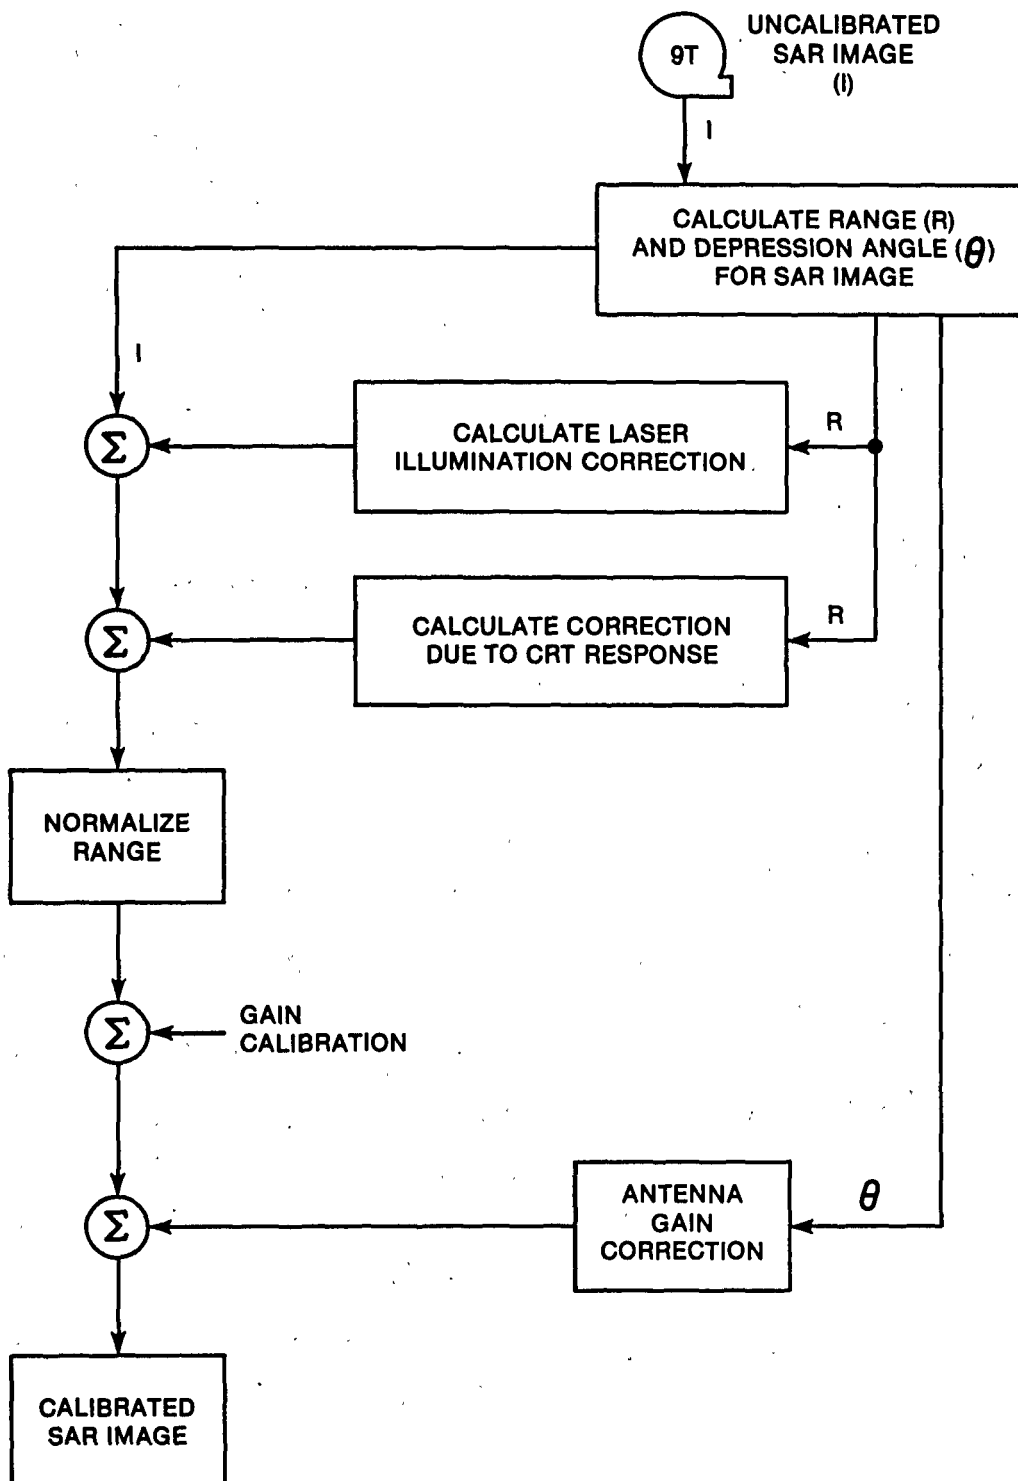 UNCALIBRATED
SAR IMAGE
(I)
9T
I
CALCULATE RANGE (R)
AND DEPRESSION ANGLE (θ)
FOR SAR IMAGE
I
Σ
CALCULATE LASER
ILLUMINATION CORRECTION
R
Σ
CALCULATE CORRECTION
DUE TO CRT RESPONSE
R
NORMALIZE
RANGE
Σ
GAIN
CALIBRATION
Σ
ANTENNA
GAIN
CORRECTION
θ
CALIBRATED
SAR IMAGE